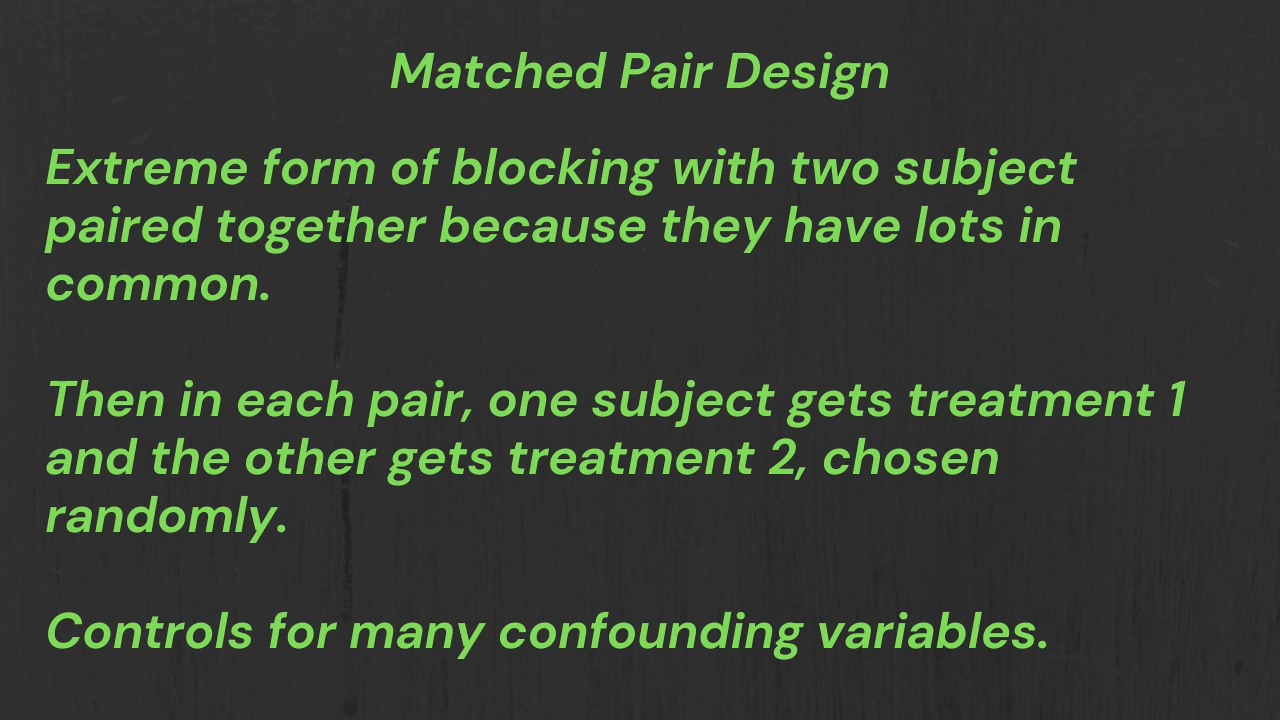 Matched Pair Design
Extreme form of blocking with two subject
paired together because they have lots in
common.
Then in each pair, one subject gets treatment 1
and the other gets treatment 2, chosen
randomly.
Controls for many confounding variables.